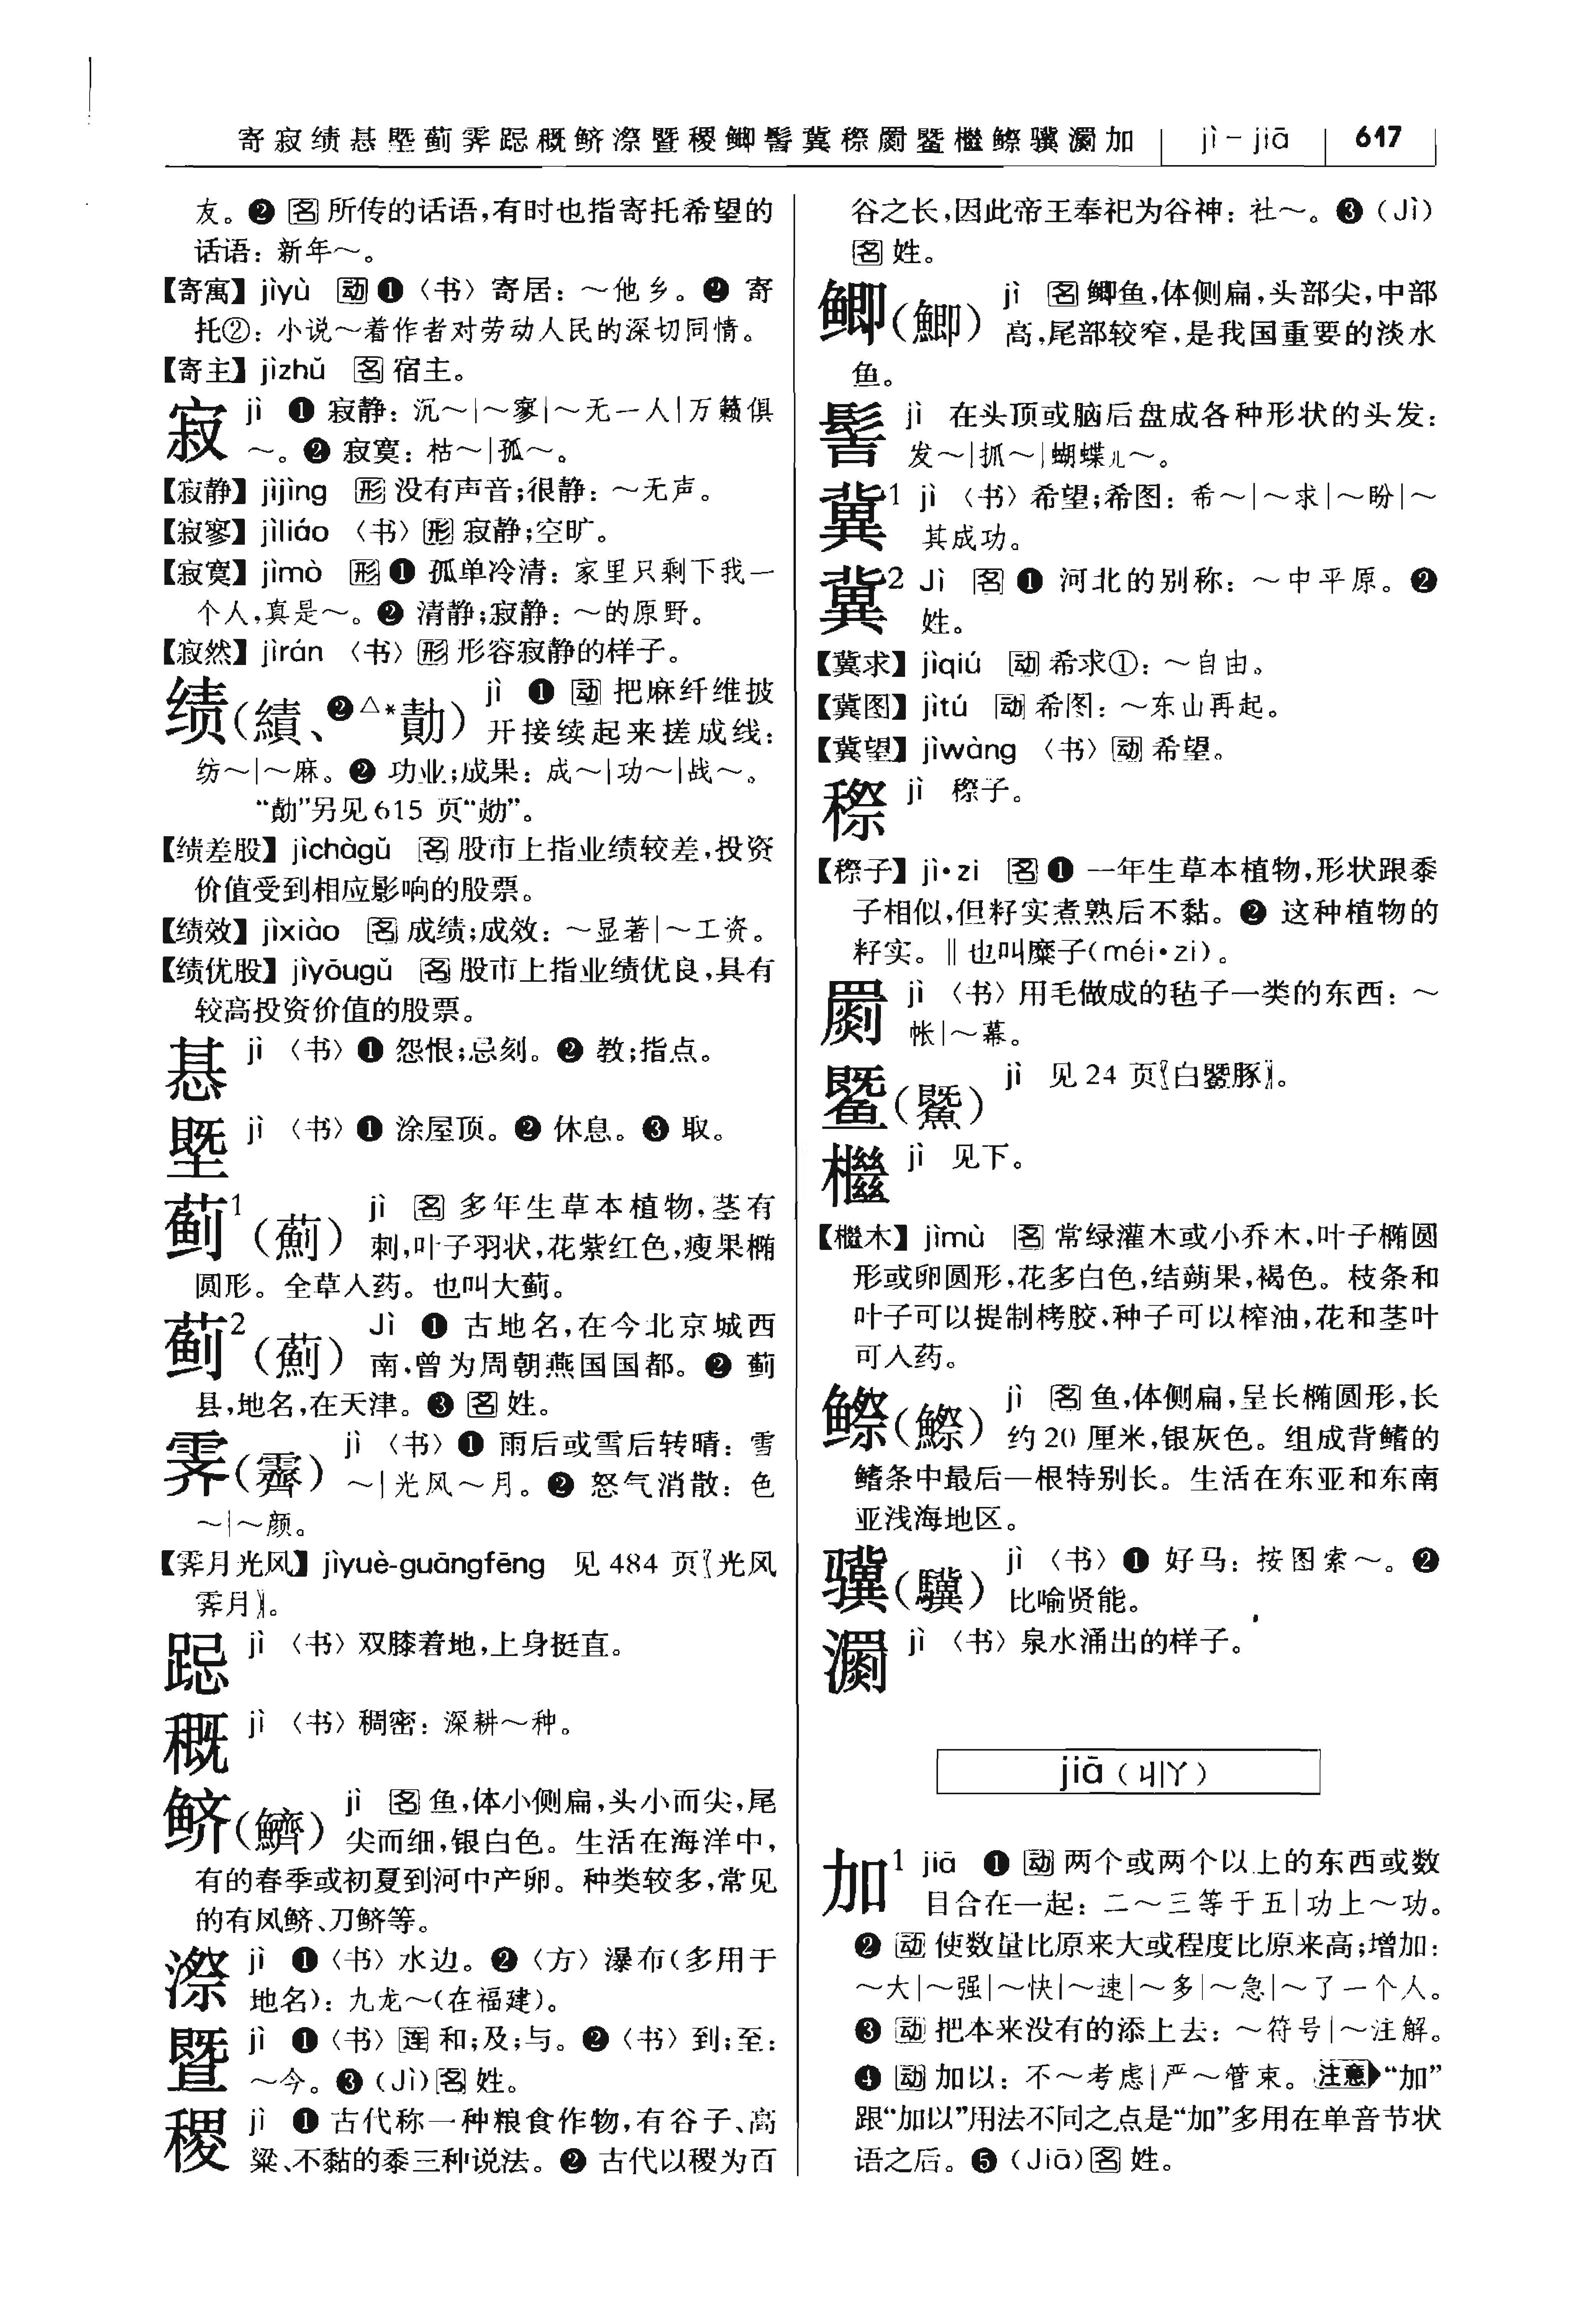 寄寂绩惎塈蓟霁跽穊鲚漈暨稷鲫髻冀穄罽鱀檵鰶骥瀱加 jì－jiā 617
友。❷ 名 所传的话语,有时也指寄托希望的
话语：新年～。
【寄寓】jìyù 动 ❶〈书〉寄居：～他乡。❷ 寄
托②：小说～着作者对劳动人民的深切同情。
【寄主】jìzhǔ 名 宿主。
寂 jì ❶ 寂静：沉～|～寥|～无一人|万籁俱
～。❷ 寂寞：枯～|孤～。
【寂静】jìjìng 形 没有声音;很静：～无声。
【寂寥】jìliáo 〈书〉形 寂静;空旷。
【寂寞】jìmò 形 ❶ 孤单冷清：家里只剩下我一
个人,真是～。❷ 清静;寂静：～的原野。
【寂然】jìrán 〈书〉形 形容寂静的样子。
绩(績、❷△*勣) jì ❶ 动 把麻纤维披
开接续起来搓成线：
纺～|～麻。❷ 功业;成果：成～|功～|战～。
“勣”另见615 页“勣”。
【绩差股】jìchàgǔ 名 股市上指业绩较差,投资
价值受到相应影响的股票。
【绩效】jìxiào 名 成绩;成效：～显著|～工资。
【绩优股】jìyōugǔ 名 股市上指业绩优良,具有
较高投资价值的股票。
惎 jì 〈书〉❶ 怨恨;忌刻。❷ 教;指点。
塈 jì 〈书〉❶ 涂屋顶。❷ 休息。❸ 取。
蓟1(薊) jì 名 多年生草本植物,茎有
刺,叶子羽状,花紫红色,瘦果椭
圆形。全草入药。也叫大蓟。
蓟2(薊) Jì ❶ 古地名,在今北京城西
南,曾为周朝燕国国都。❷ 蓟
县,地名,在天津。❸ 名 姓。
霁(霽) jì 〈书〉❶ 雨后或雪后转晴：雪
～|光风～月。❷ 怒气消散：色
～|～颜。
【霁月光风】jìyuè-guāngfēng 见 484 页〖光风
霁月〗。
跽 jì 〈书〉双膝着地,上身挺直。
穊 jì 〈书〉稠密：深耕～种。
鲚(鱭) jì 名 鱼,体小侧扁,头小而尖,尾
尖而细,银白色。生活在海洋中,
有的春季或初夏到河中产卵。种类较多,常见
的有凤鲚、刀鲚等。
漈 jì ❶〈书〉水边。❷〈方〉瀑布(多用于
地名)：九龙～(在福建)。
暨 jì ❶〈书〉连 和;及;与。❷〈书〉到;至：
～今。❸ (Jì) 名 姓。
稷 jì ❶ 古代称一种粮食作物,有谷子、高
粱、不黏的黍三种说法。❷ 古代以稷为百
谷之长,因此帝王奉祀为谷神：社～。❸ (Jì)
名 姓。
鲫(鯽) jì 名 鲫鱼,体侧扁,头部尖,中部
高,尾部较窄,是我国重要的淡水
鱼。
髻 jì 在头顶或脑后盘成各种形状的头发：
发～|抓～|蝴蝶儿～。
冀1 jì 〈书〉希望;希图：希～|～求|～盼|～
其成功。
冀2 Jì 名 ❶ 河北的别称：～中平原。❷
姓。
【冀求】jìqiú 动 希求①：～自由。
【冀图】jìtú 动 希图：～东山再起。
【冀望】jìwàng 〈书〉动 希望。
穄 jì 穄子。
【穄子】jì·zi 名 ❶ 一年生草本植物,形状跟黍
子相似,但籽实煮熟后不黏。❷ 这种植物的
籽实。‖也叫糜子(méi·zi)。
罽 jì 〈书〉用毛做成的毡子一类的东西：～
帐|～幕。
鱀(鱀) jì 见24 页〖白鱀豚〗。
檵 jì 见下。
【檵木】jìmù 名 常绿灌木或小乔木,叶子椭圆
形或卵圆形,花多白色,结蒴果,褐色。枝条和
叶子可以提制栲胶,种子可以榨油,花和茎叶
可入药。
鰶(鰶) jì 名 鱼,体侧扁,呈长椭圆形,长
约20 厘米,银灰色。组成背鳍的
鳍条中最后一根特别长。生活在东亚和东南
亚浅海地区。
骥(驥) jì 〈书〉❶ 好马：按图索～。❷
比喻贤能。
瀱 jì 〈书〉泉水涌出的样子。
jiā（ㄐㄧㄚ）
加1 jiā ❶ 动 两个或两个以上的东西或数
目合在一起：二～三等于五|功上～功。
❷ 动 使数量比原来大或程度比原来高;增加：
～大|～强|～快|～速|～多|～急|～了一个人。
❸ 动 把本来没有的添上去：～符号|～注解。
❹ 动 加以：不～考虑|严～管束。注意 “加”
跟“加以”用法不同之点是“加”多用在单音节状
语之后。❺ (Jiā) 名 姓。